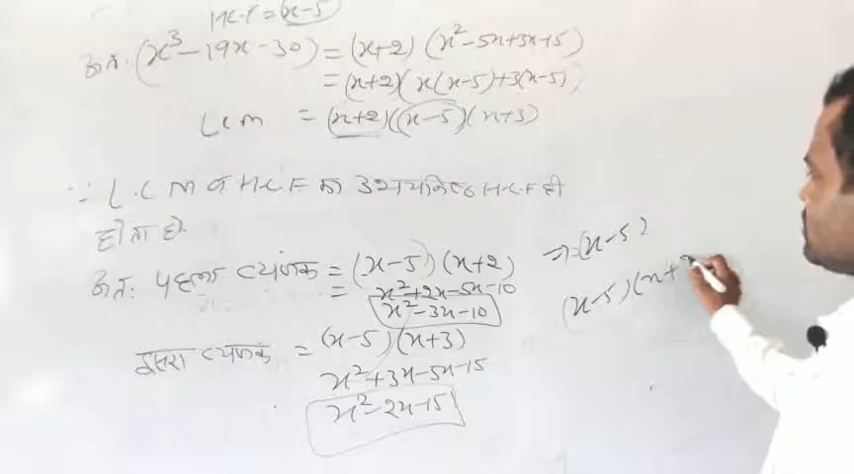 H.C.F = (x-5)
अतः (x³-19x-30) = (x+2) (x²-5x+3x-15)
= (x+2)(x(x-5)+3(x-5)
LCM = (x+2)(x-5)(x+3)
∵ L.C.M व H.C.F का उभयनिष्ठ H.C.F ही
होता है.
अतः पहला व्यंजक = (x-5) (x+2)
= x²+2x-5x-10
x²-3x-10
दूसरा व्यंजक = (x-5) (x+3)
x²+3x-5x-15
x²-2x-15
⇒ (x-5)
(x-5)(x+